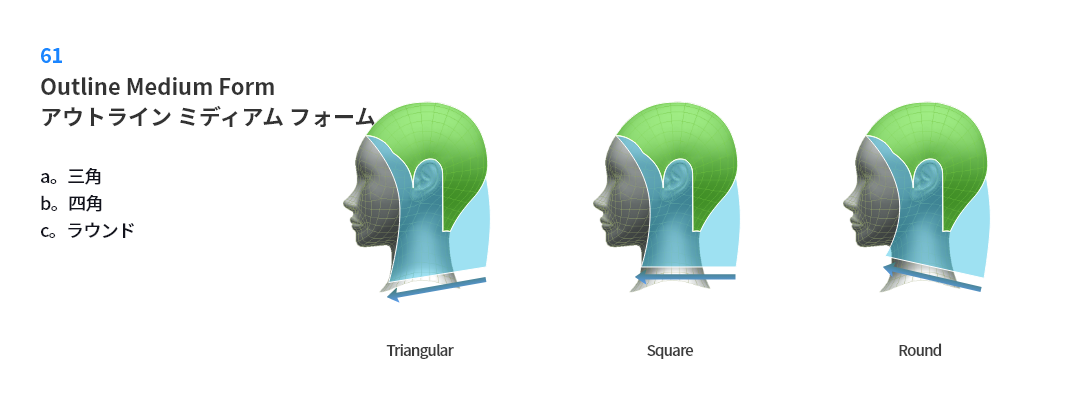 61
Outline Medium Form
アウトライン ミディアム フォーム
a。三角
b。四角
c。ラウンド
Triangular
Square
Round